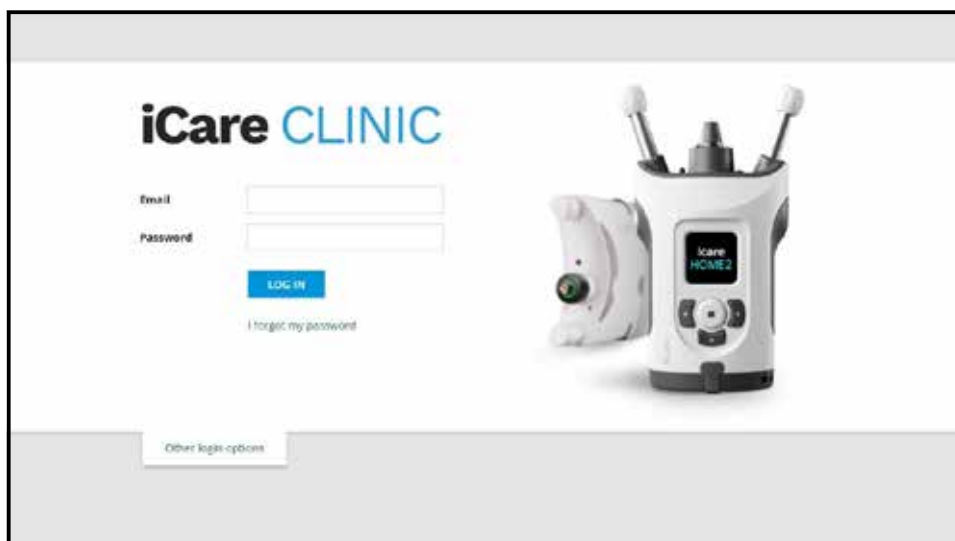 iCare CLINIC
Email
Password
LOG IN
I forgot my password
icare
HOME2
Other login options